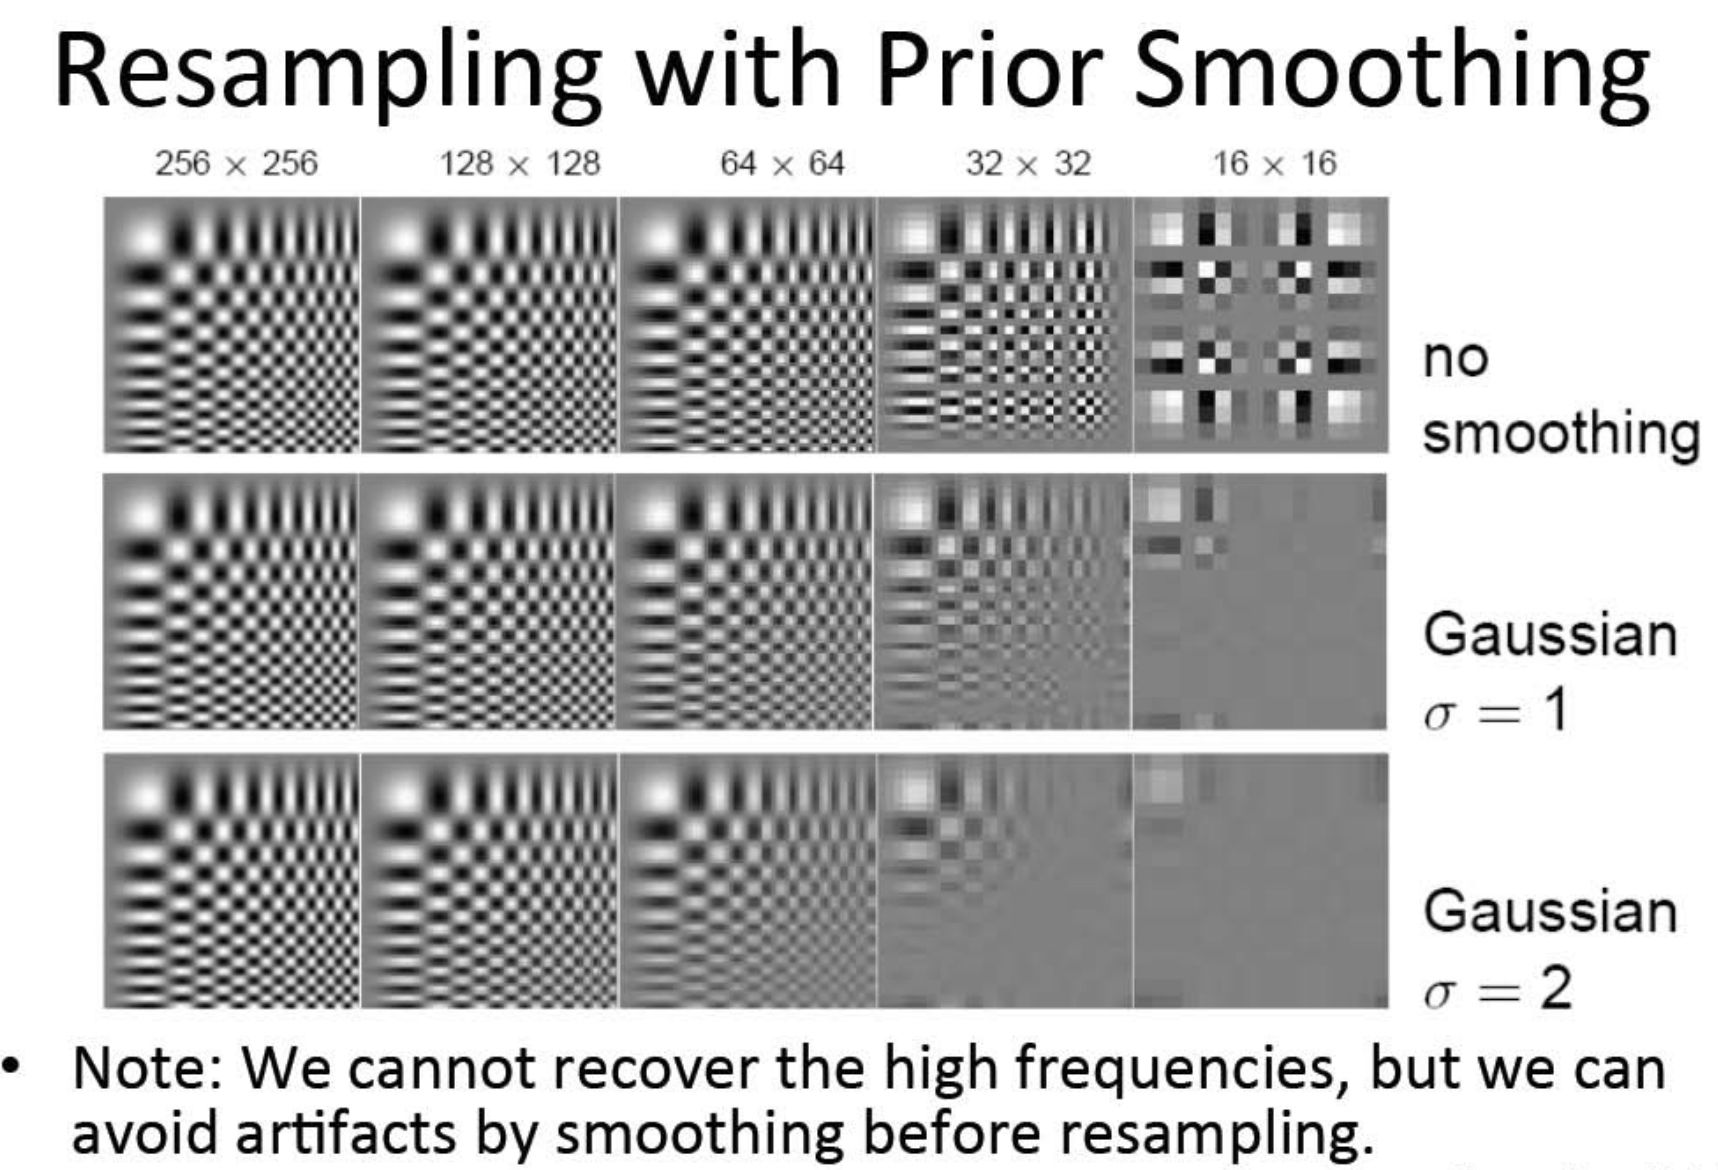 Resampling with Prior Smoothing
256 × 256 128 × 128 64 × 64 32 × 32 16 × 16
no
smoothing
Gaussian
σ = 1
Gaussian
σ = 2
• Note: We cannot recover the high frequencies, but we can
avoid artifacts by smoothing before resampling.